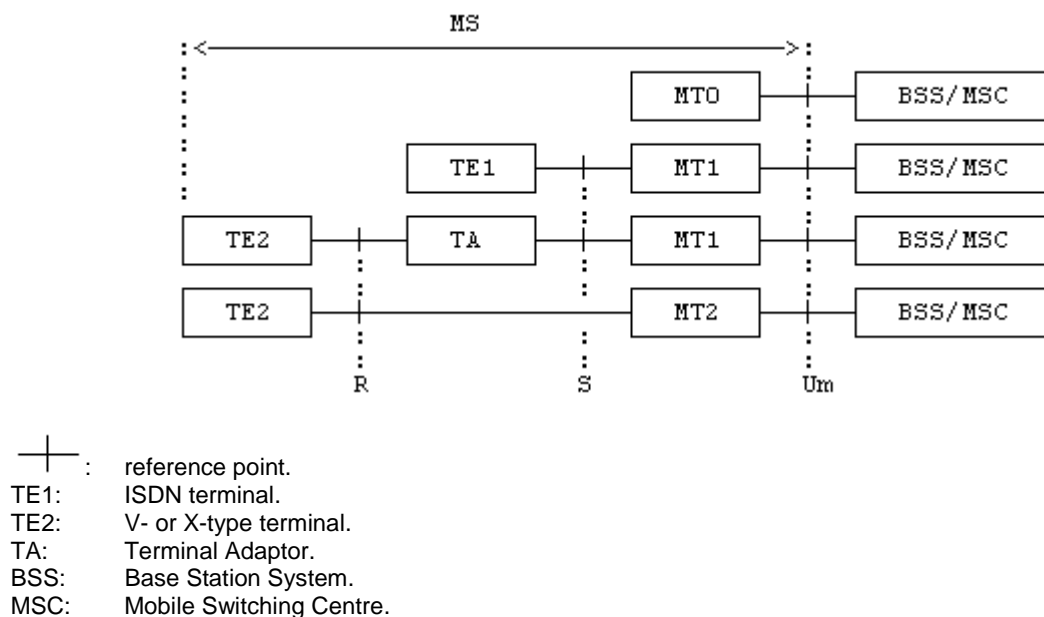 MS
MT0 BSS/MSC
TE1 MT1 BSS/MSC
TE2 TA MT1 BSS/MSC
TE2 MT2 BSS/MSC
R S Um
: reference point.
TE1: ISDN terminal.
TE2: V- or X-type terminal.
TA: Terminal Adaptor.
BSS: Base Station System.
MSC: Mobile Switching Centre.